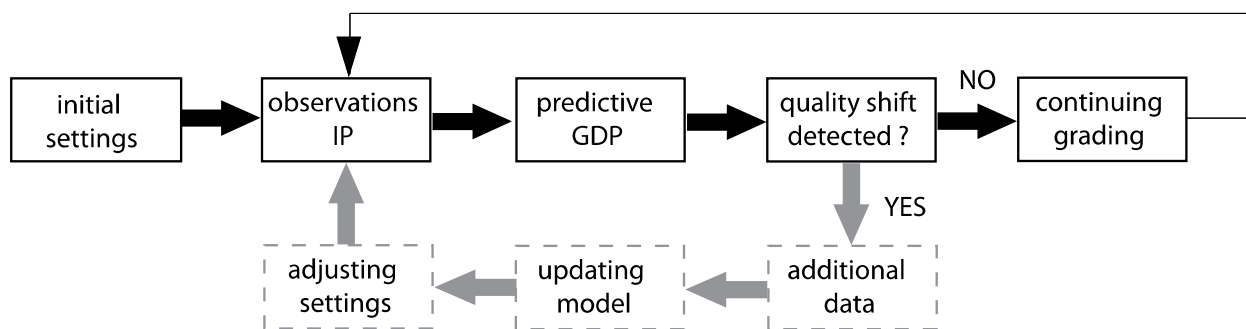 initial
settings
observations
IP
predictive
GDP
quality shift
detected ?
NO
continuing
grading
YES
adjusting
settings
updating
model
additional
data